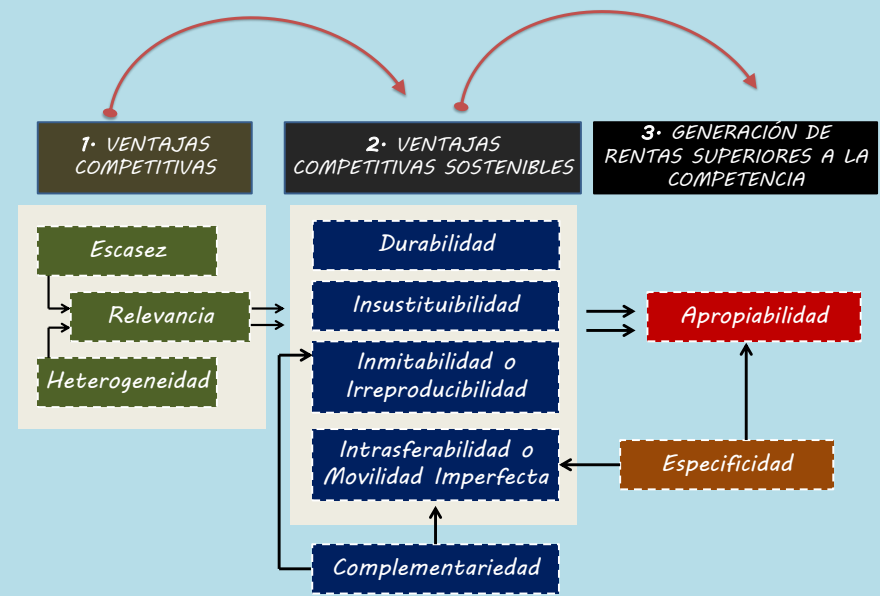 1. VENTAJAS
COMPETITIVAS
2. VENTAJAS
COMPETITIVAS SOSTENIBLES
3. GENERACIÓN DE
RENTAS SUPERIORES A LA
COMPETENCIA
Escasez
Relevancia
Heterogeneidad
Durabilidad
Insustituibilidad
Inmitabilidad o
Irreproducibilidad
Intrasferabilidad o
Movilidad Imperfecta
Complementariedad
Apropiabilidad
Especificidad